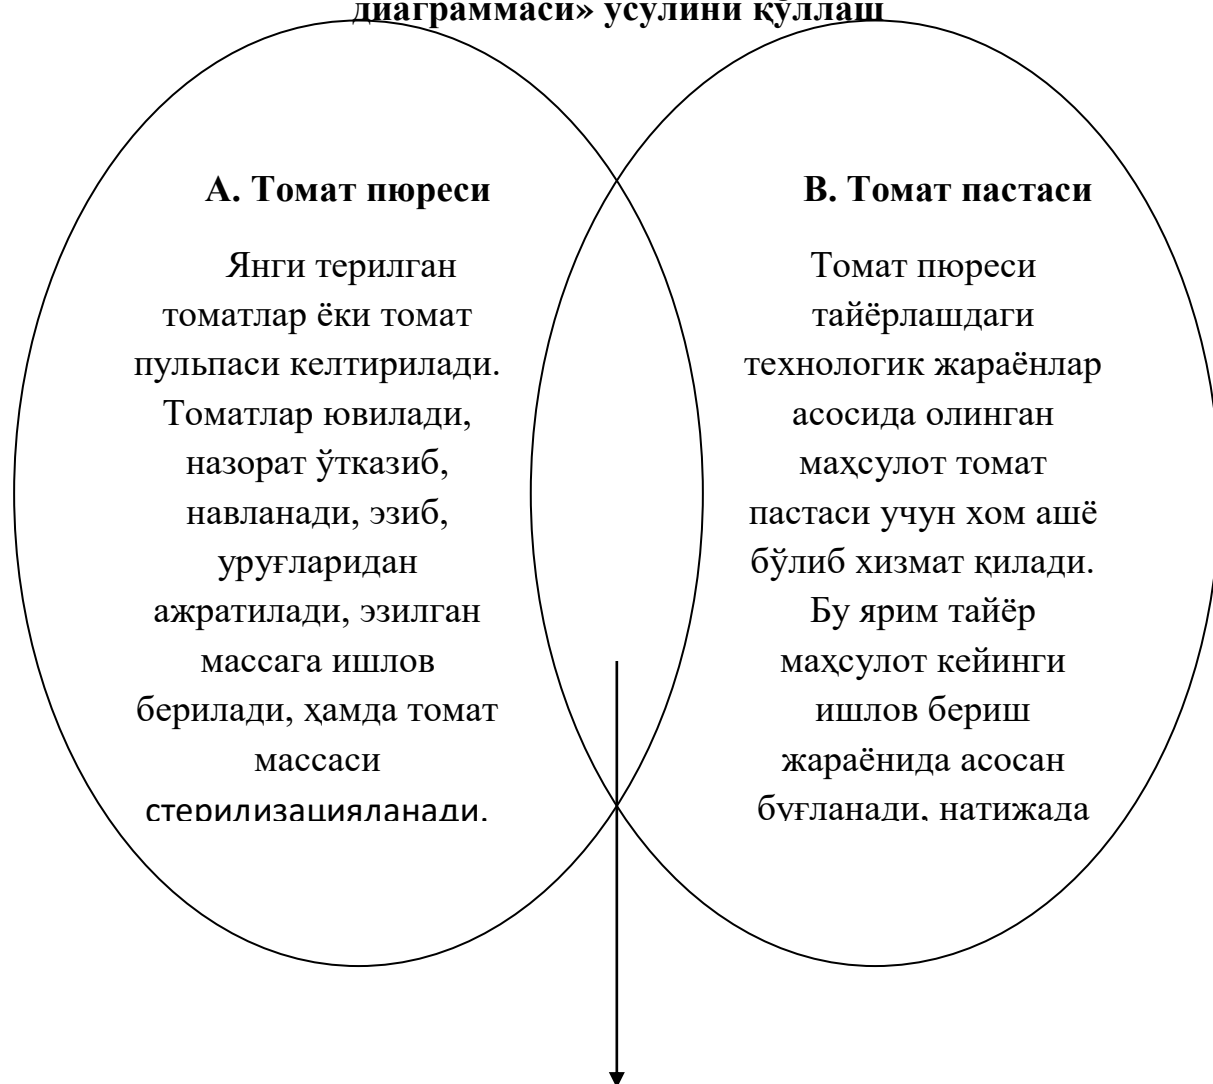 диаграммаси» усулини қўллаш
А. Томат пюреси
Янги терилган
томатлар ёки томат
пульпаси келтирилади.
Томатлар ювилади,
назорат ўтказиб,
навланади, эзиб,
уруғларидан
ажратилади, эзилган
массага ишлов
берилади, ҳамда томат
массаси
стерилизацияланади.
В. Томат пастаси
Томат пюреси
тайёрлашдаги
технологик жараёнлар
асосида олинган
маҳсулот томат
пастаси учун хом ашё
бўлиб хизмат қилади.
Бу ярим тайёр
маҳсулот кейинги
ишлов бериш
жараёнида асосан
буғланади, натижада